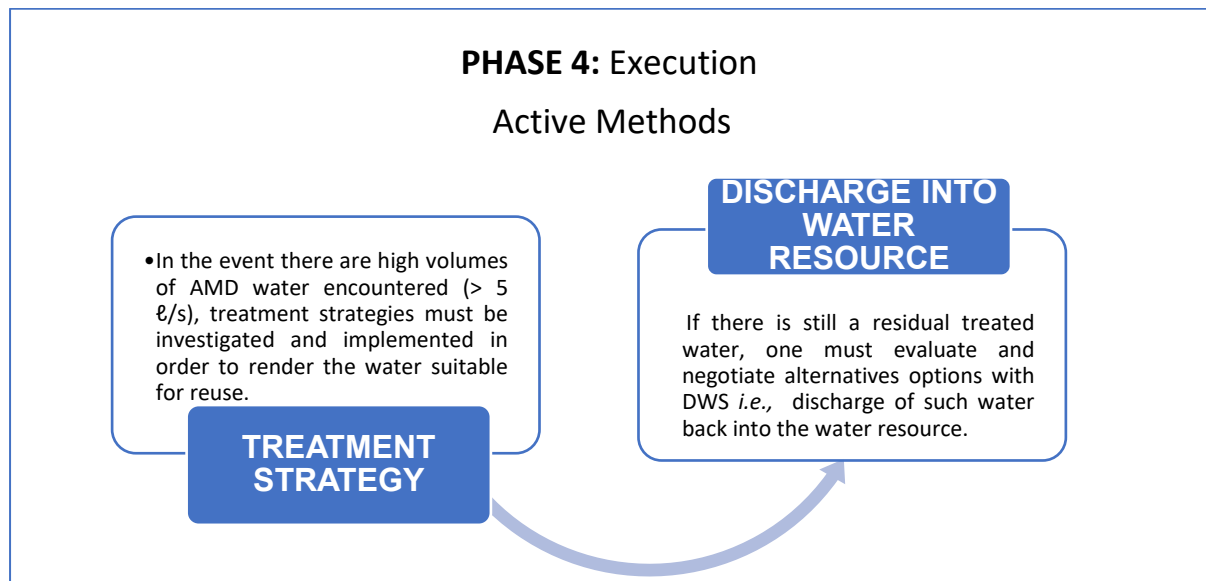 PHASE 4: Execution
Active Methods
•In the event there are high volumes
of AMD water encountered (> 5
ℓ/s), treatment strategies must be
investigated and implemented in
order to render the water suitable
for reuse.
TREATMENT
STRATEGY
DISCHARGE INTO
WATER
RESOURCE
If there is still a residual treated
water, one must evaluate and
negotiate alternatives options with
DWS i.e., discharge of such water
back into the water resource.